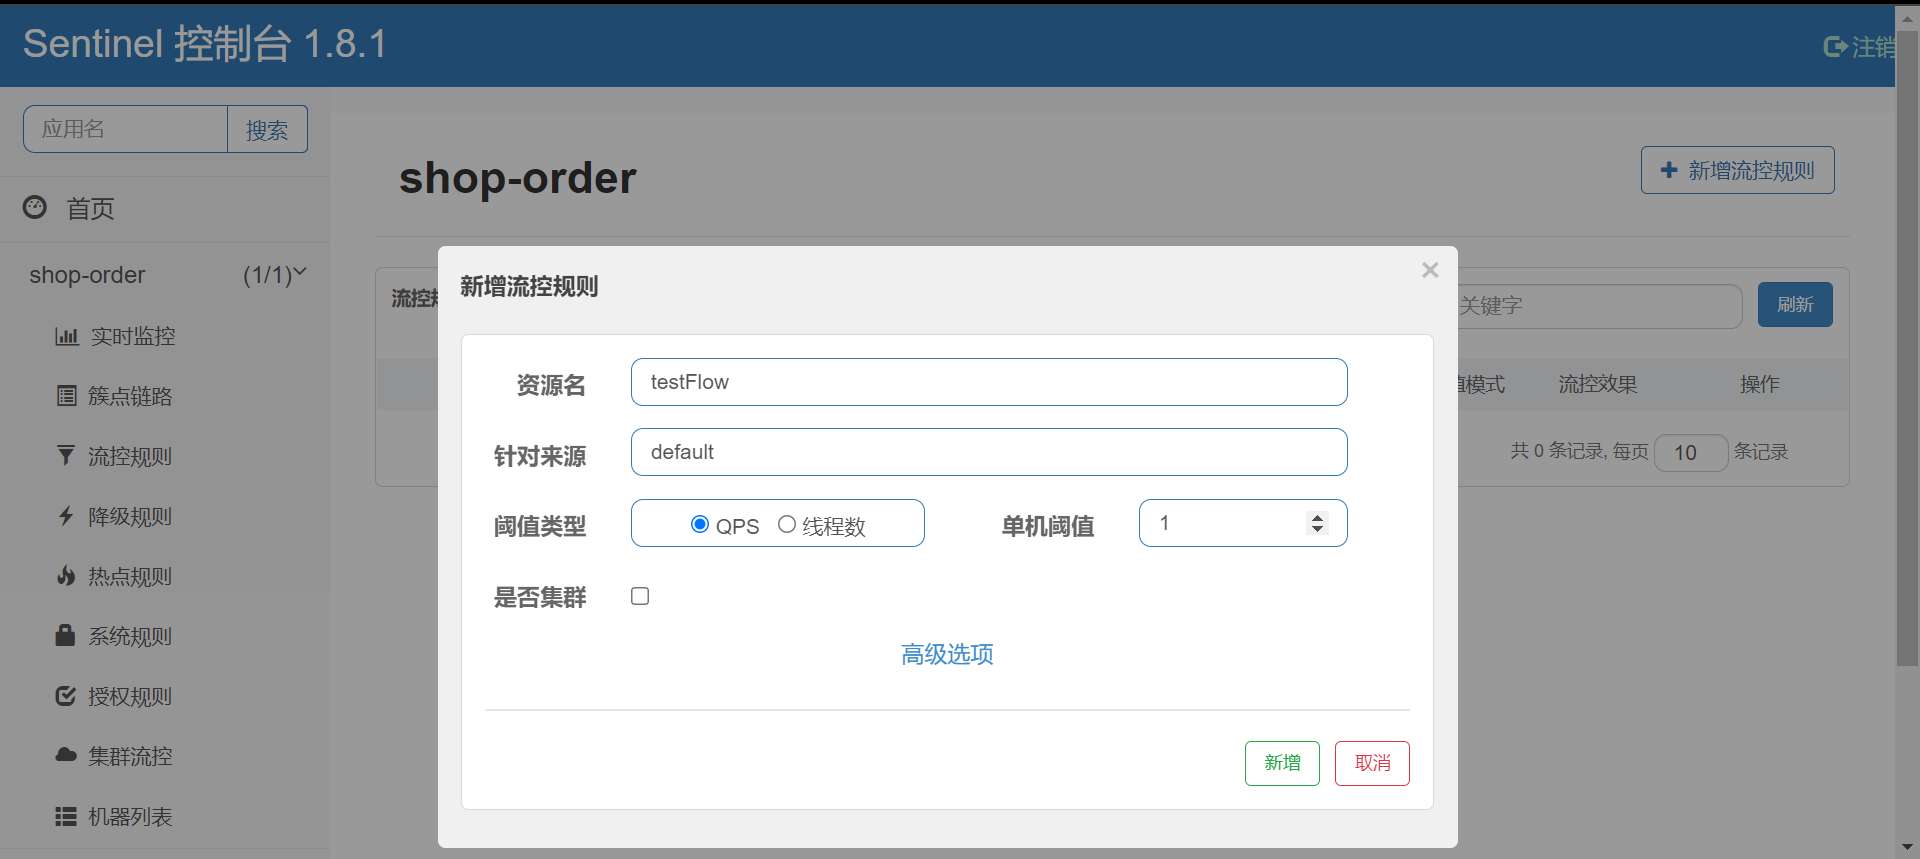 Sentinel 控制台 1.8.1
注销
应用名
搜索
首页
shop-order (1/1)
实时监控
簇点链路
流控规则
降级规则
热点规则
系统规则
授权规则
集群流控
机器列表
shop-order
新增流控规则
流控规
关键字
刷新
值模式 流控效果 操作
共 0 条记录, 每页 10 条记录
新增流控规则
×
资源名 testFlow
针对来源 default
阈值类型 QPS 线程数 单机阈值 1
是否集群
高级选项
新增 取消